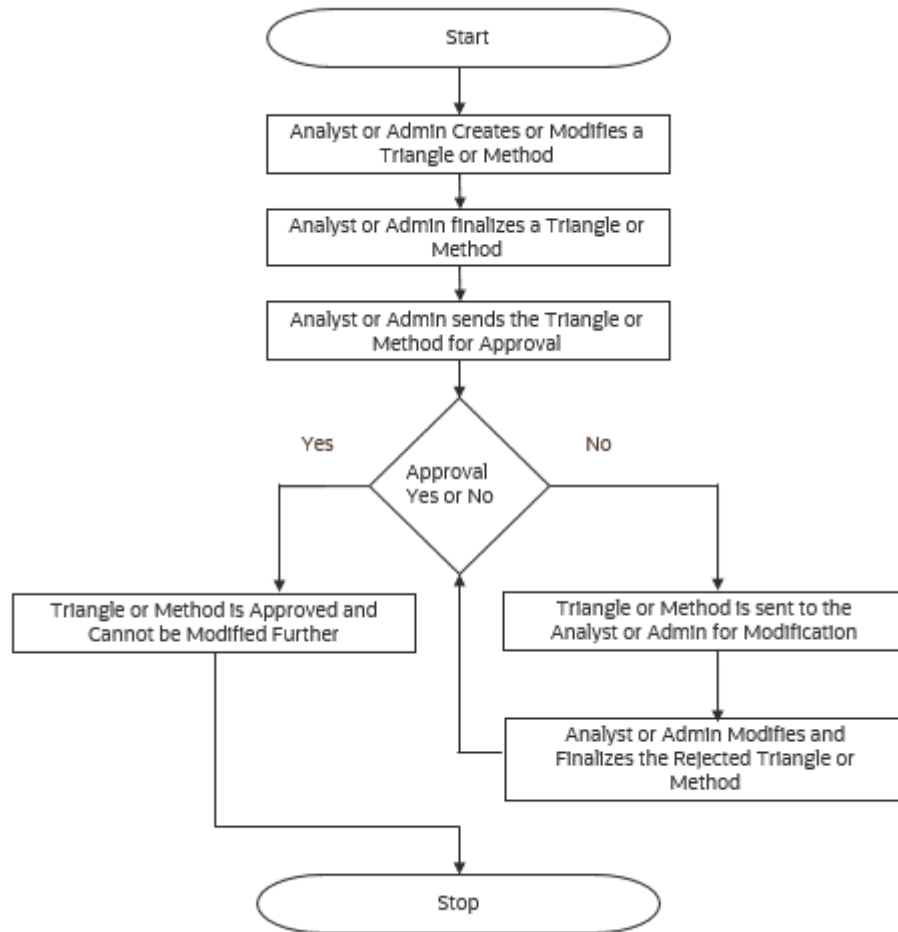 Start
Analyst or Admin Creates or Modifies a
Triangle or Method
Analyst or Admin finalizes a Triangle or
Method
Analyst or Admin sends the Triangle or
Method for Approval
Yes
No
Approval
Yes or No
Triangle or Method is Approved and
Cannot be Modified Further
Triangle or Method is sent to the
Analyst or Admin for Modification
Analyst or Admin Modifies and
Finalizes the Rejected Triangle or
Method
Stop